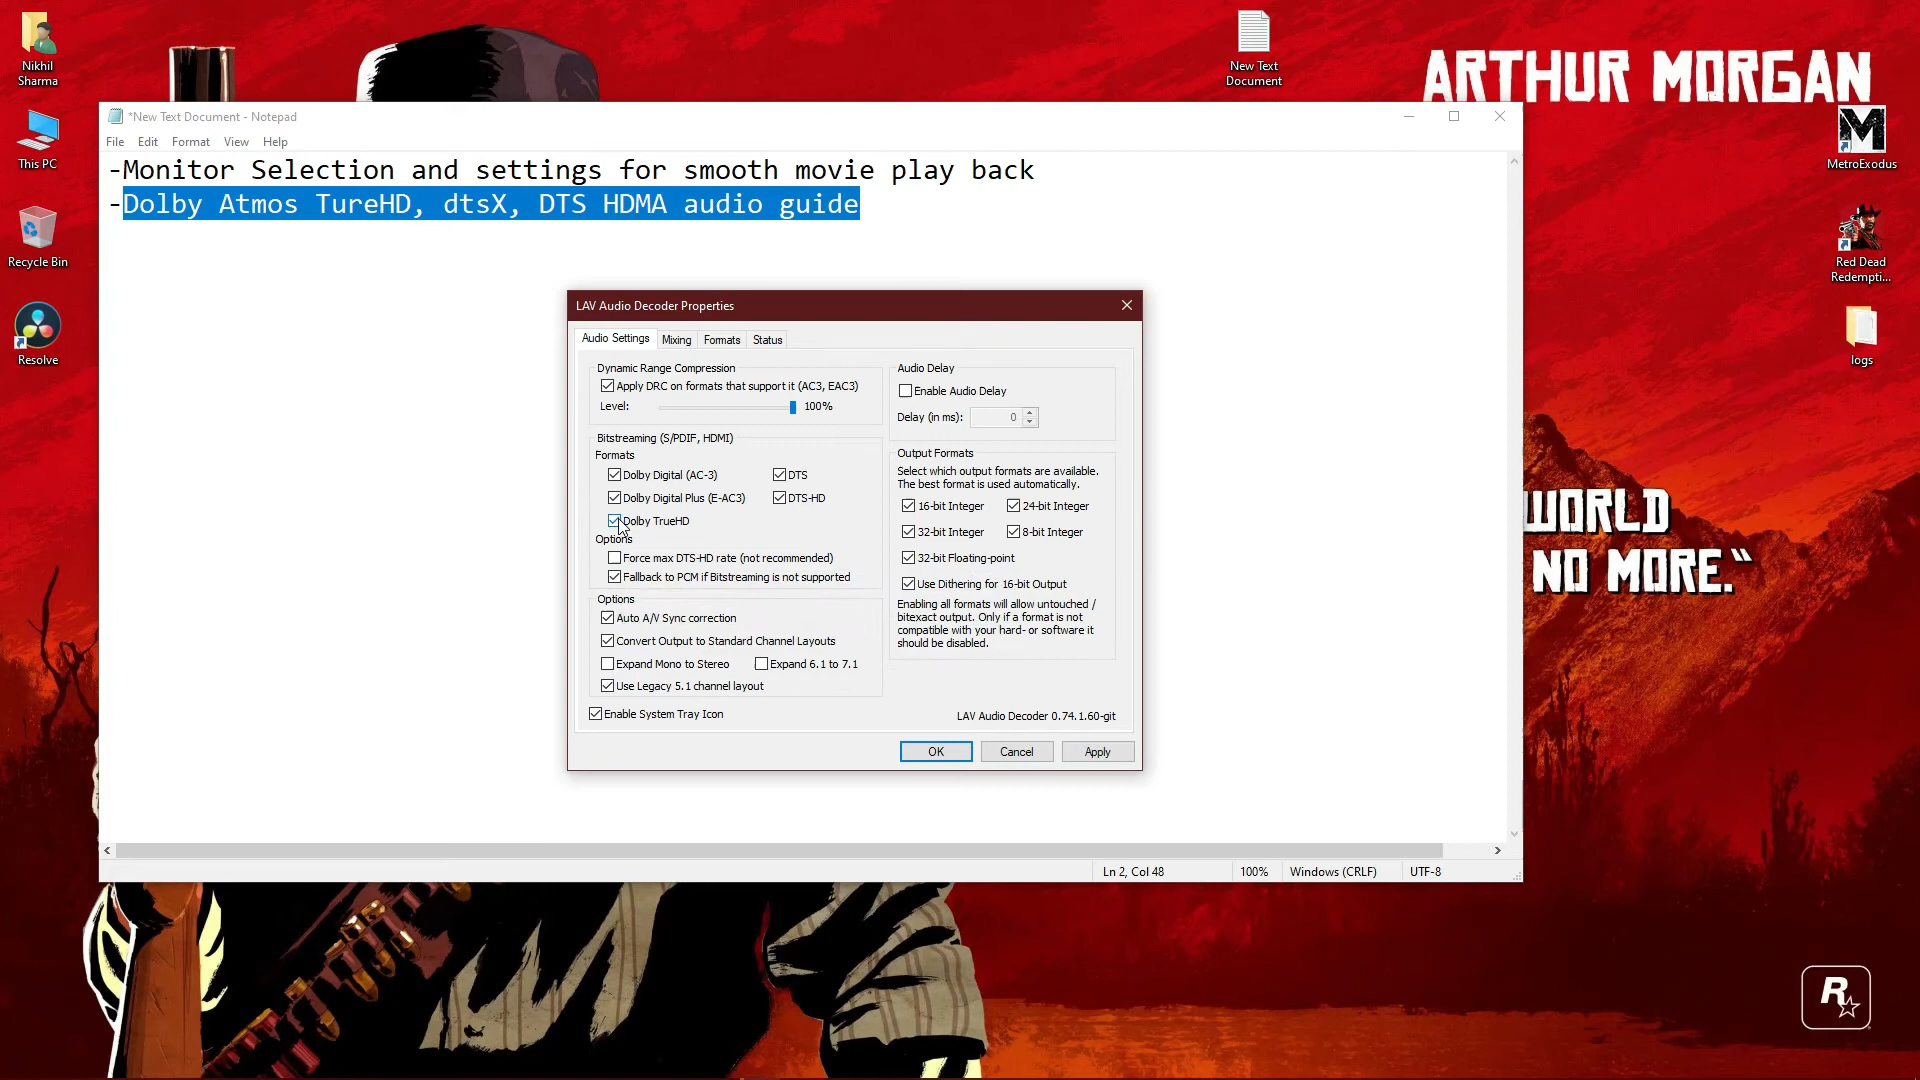 Nikhil
Sharma
This PC
Recycle Bin
Resolve
New Text
Document
ARTHUR MORGAN
MetroExodus
Red Dead
Redempti...
logs
WORLD
NO MORE.“
R
*New Text Document - Notepad
File Edit Format View Help
-Monitor Selection and settings for smooth movie play back
-Dolby Atmos TureHD, dtsX, DTS HDMA audio guide
LAV Audio Decoder Properties
Audio Settings Mixing Formats Status
Dynamic Range Compression
Apply DRC on formats that support it (AC3, EAC3)
Level: 100%
Bitstreaming (S/PDIF, HDMI)
Formats
Dolby Digital (AC-3) DTS
Dolby Digital Plus (E-AC3) DTS-HD
Dolby TrueHD
Options
Force max DTS-HD rate (not recommended)
Fallback to PCM if Bitstreaming is not supported
Options
Auto A/V Sync correction
Convert Output to Standard Channel Layouts
Expand Mono to Stereo Expand 6.1 to 7.1
Use Legacy 5.1 channel layout
Enable System Tray Icon
Audio Delay
Enable Audio Delay
Delay (in ms): 0
Output Formats
Select which output formats are available.
The best format is used automatically.
16-bit Integer 24-bit Integer
32-bit Integer 8-bit Integer
32-bit Floating-point
Use Dithering for 16-bit Output
Enabling all formats will allow untouched /
bitexact output. Only if a format is not
compatible with your hard- or software it
should be disabled.
LAV Audio Decoder 0.74.1.60-git
OK Cancel Apply
Ln 2, Col 48 100% Windows (CRLF) UTF-8